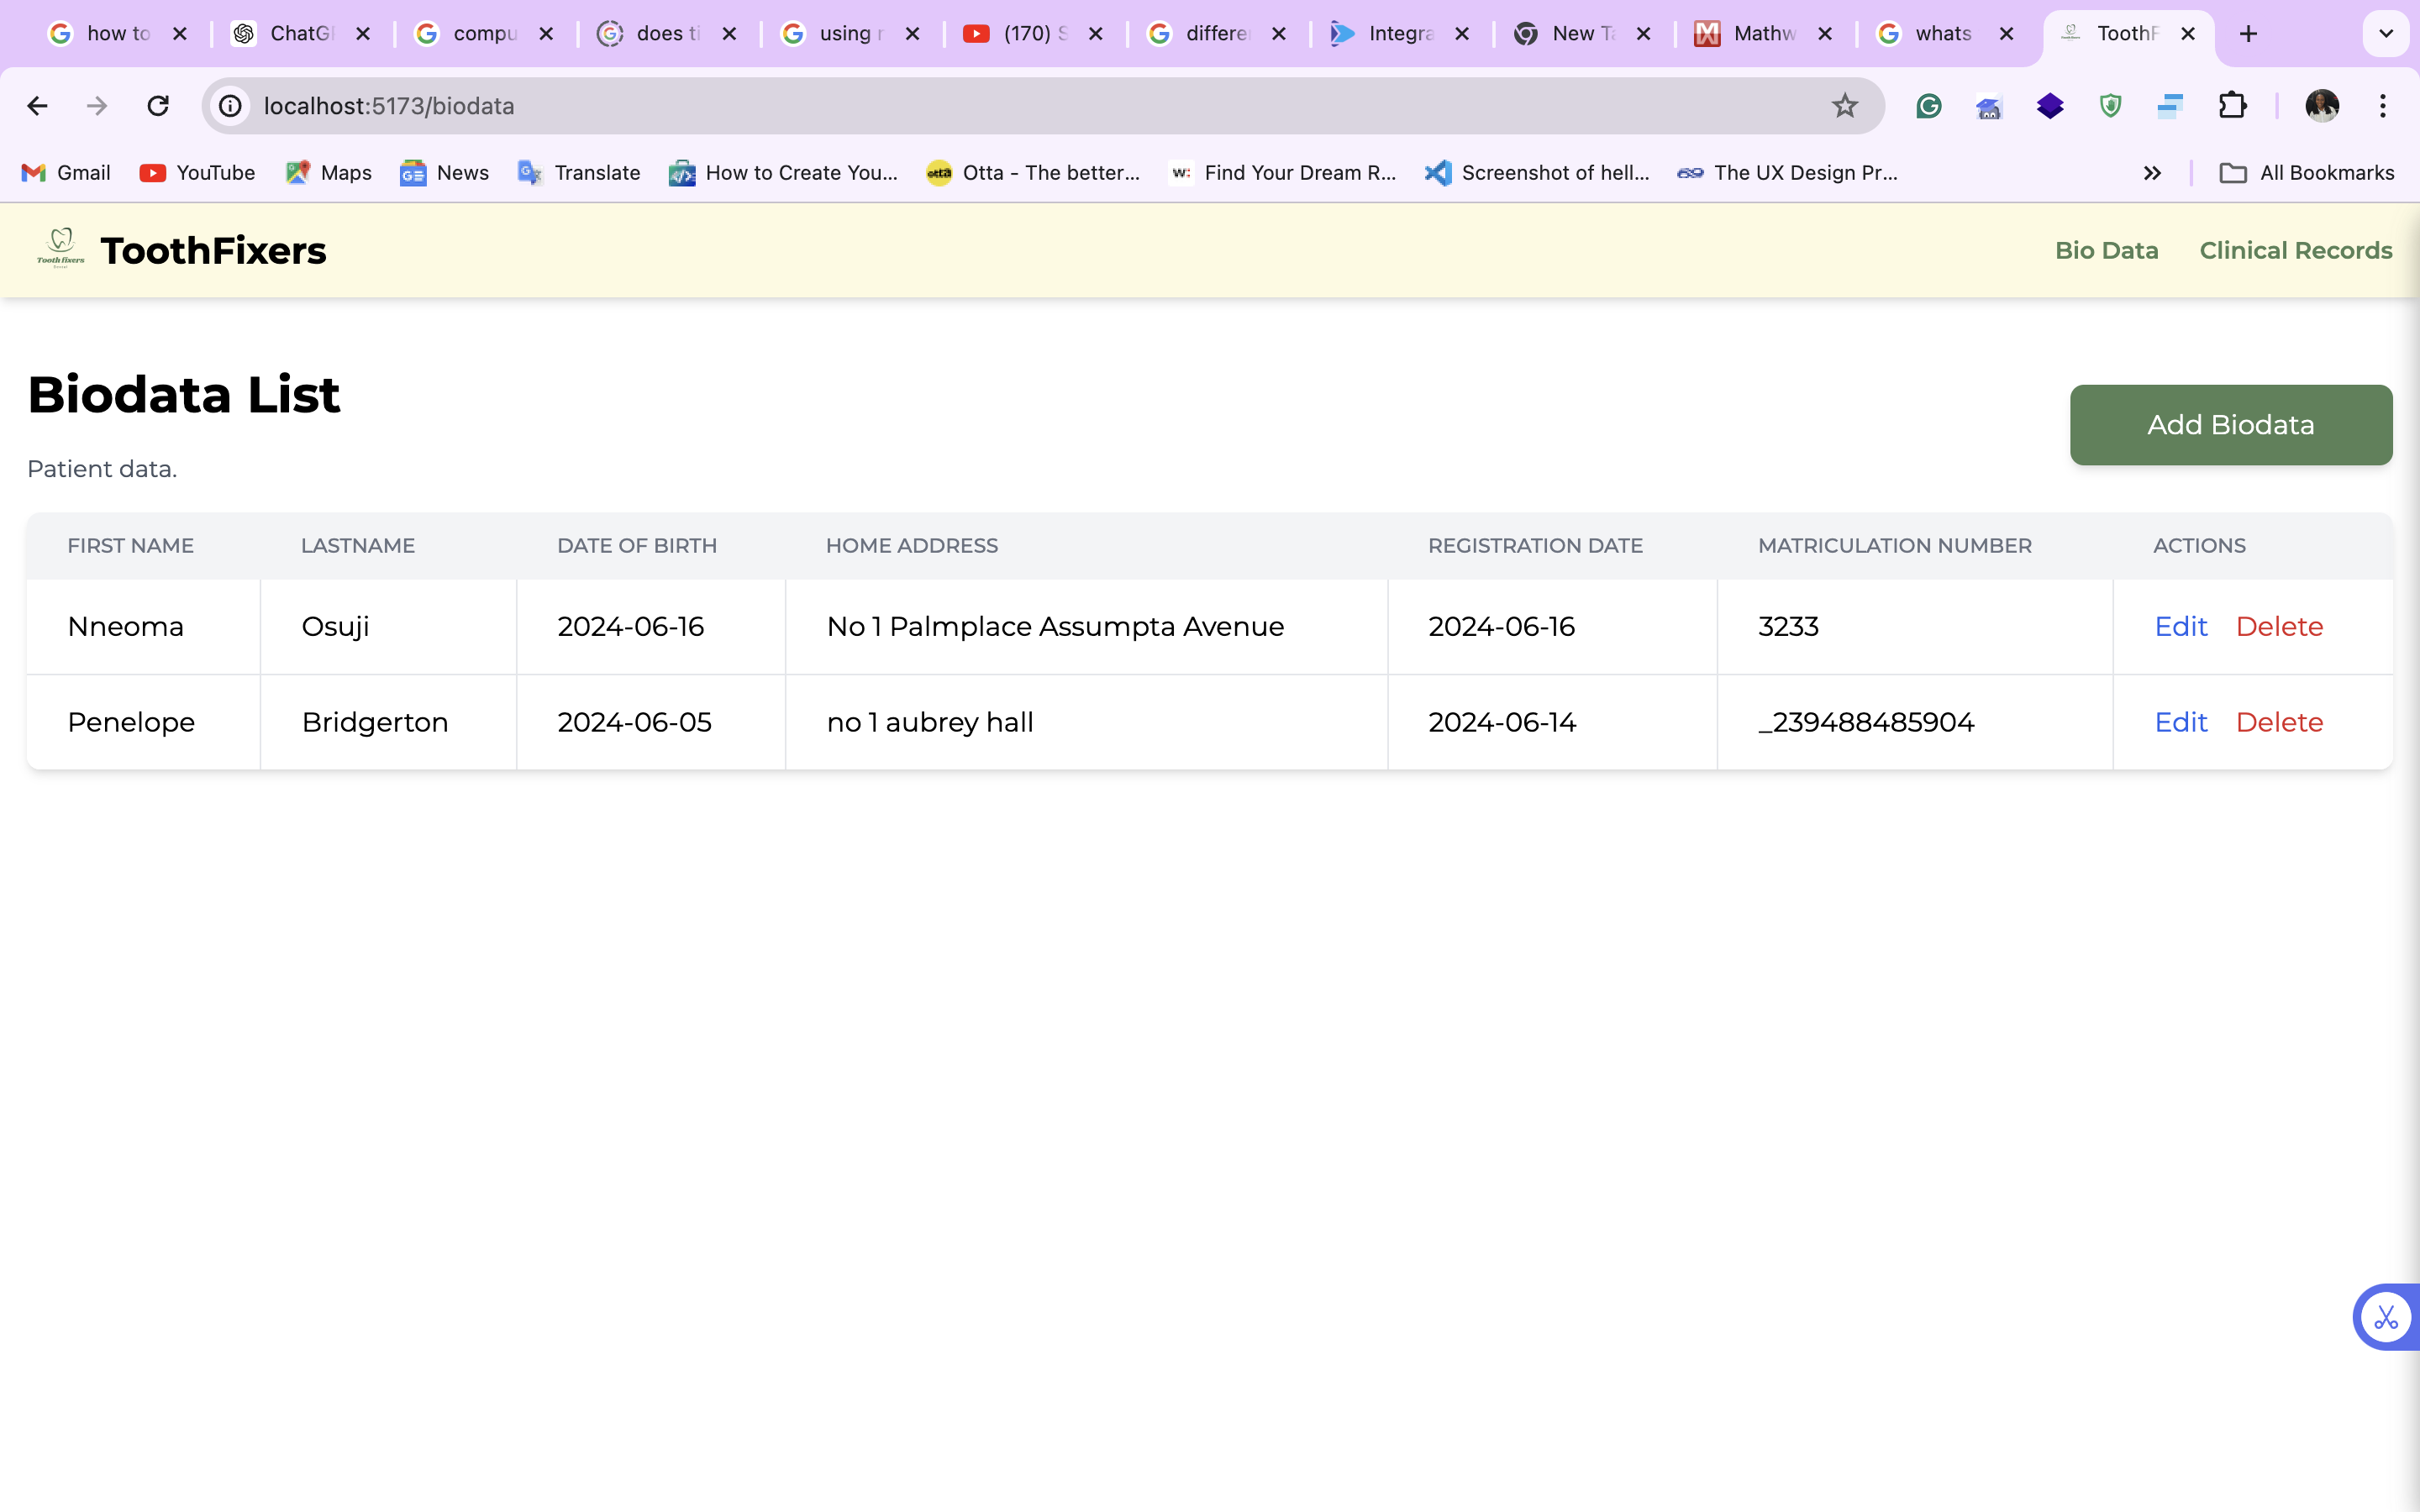 how to ChatG compu does ti using r (170) S differe Integra New Ta Mathw whats ToothF
localhost:5173/biodata
Gmail YouTube Maps News Translate How to Create You... Otta - The better... Find Your Dream R... Screenshot of hell... The UX Design Pr... All Bookmarks
Tooth fixers ToothFixers Bio Data Clinical Records
Biodata List
Add Biodata
Patient data.
FIRST NAME LASTNAME DATE OF BIRTH HOME ADDRESS REGISTRATION DATE MATRICULATION NUMBER ACTIONS
Nneoma Osuji 2024-06-16 No 1 Palmplace Assumpta Avenue 2024-06-16 3233 Edit Delete
Penelope Bridgerton 2024-06-05 no 1 aubrey hall 2024-06-14 _239488485904 Edit Delete